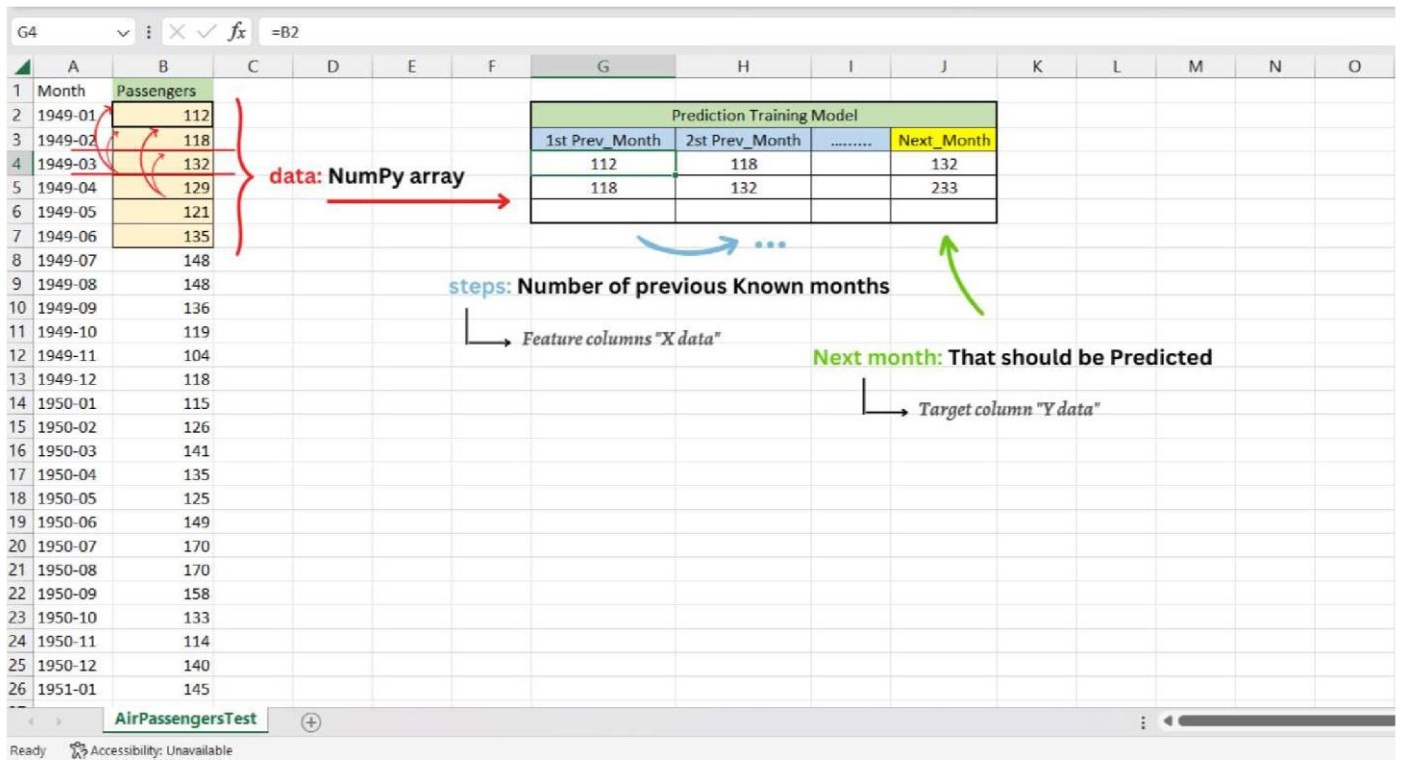 G4 fx =B2
A B C D E F G H I J K L M N O
1 Month Passengers
2 1949-01 112 Prediction Training Model
3 1949-02 118 1st Prev_Month 2st Prev_Month ......... Next_Month
4 1949-03 132 112 118 132
5 1949-04 129 118 132 233
data: NumPy array
6 1949-05 121
7 1949-06 135
...
8 1949-07 148
9 1949-08 148
steps: Number of previous Known months
10 1949-09 136
11 1949-10 119
Feature columns "X data"
12 1949-11 104
Next month: That should be Predicted
13 1949-12 118
14 1950-01 115
Target column "Y data"
15 1950-02 126
16 1950-03 141
17 1950-04 135
18 1950-05 125
19 1950-06 149
20 1950-07 170
21 1950-08 170
22 1950-09 158
23 1950-10 133
24 1950-11 114
25 1950-12 140
26 1951-01 145
AirPassengersTest
Ready Accessibility: Unavailable